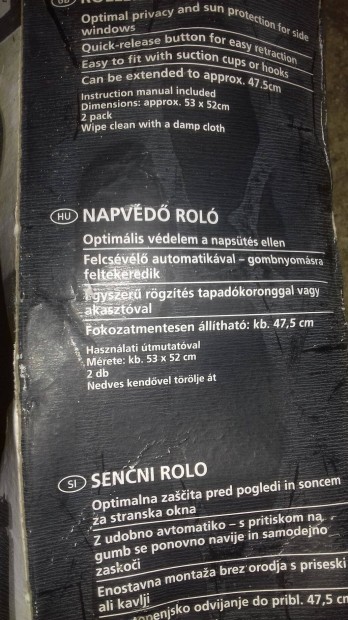 Optimal privacy and sun protection for side
windows
Quick-release button for easy retraction
Easy to fit with suction cups or hooks
Can be extended to approx. 47.5cm
Instruction manual included
Dimensions: approx. 53 x 52cm
2 pack
Wipe clean with a damp cloth
HU NAPVÉDŐ ROLÓ
Optimális védelem a napsütés ellen
Felcsévélő automatikával – gombnyomásra
feltekeredik
Egyszerű rögzítés tapadókoronggal vagy
akasztóval
Fokozatmentesen állítható: kb. 47,5 cm
Használati útmutatóval
Mérete: kb. 53 x 52 cm
2 db
Nedves kendővel törölje át
SI SENČNI ROLO
Optimalna zaščita pred pogledi in soncem
za stranska okna
Z udobno avtomatiko – s pritiskom na
gumb se ponovno navije in samodejno
zaskoči
Enostavna montaža brez orodja s priseski
ali kavlji
odvijanje do pribl. 47,5 cm